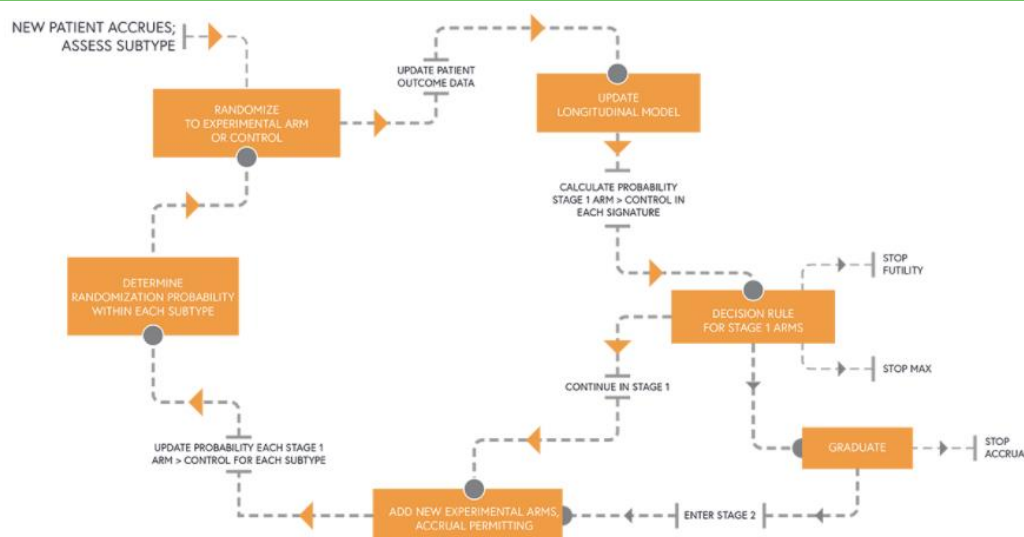 NEW PATIENT ACCRUES;
ASSESS SUBTYPE
RANDOMIZE
TO EXPERIMENTAL ARM
OR CONTROL
UPDATE PATIENT
OUTCOME DATA
UPDATE
LONGITUDINAL MODEL
CALCULATE PROBABILITY
STAGE 1 ARM > CONTROL IN
EACH SIGNATURE
DETERMINE
RANDOMIZATION PROBABILITY
WITHIN EACH SUBTYPE
STOP
FUTILITY
DECISION RULE
FOR STAGE 1 ARMS
STOP MAX
CONTINUE IN STAGE 1
UPDATE PROBABILITY EACH STAGE 1
ARM > CONTROL FOR EACH SUBTYPE
GRADUATE
STOP
ACCRUA
ADD NEW EXPERIMENTAL ARMS,
ACCRUAL PERMITTING
ENTER STAGE 2